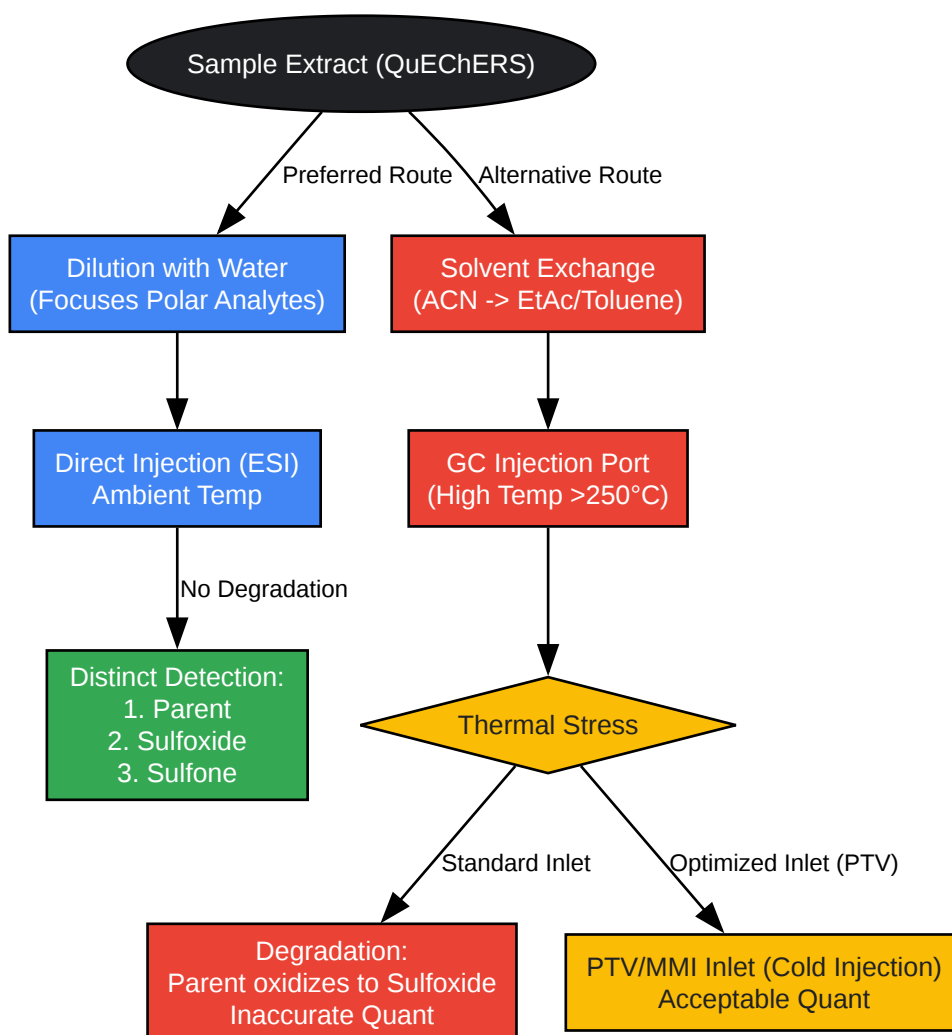 Sample Extract (QuEChERS)
Preferred Route
Alternative Route
Dilution with Water
(Focuses Polar Analytes)
Solvent Exchange
(ACN -> EtAc/Toluene)
Direct Injection (ESI)
Ambient Temp
GC Injection Port
(High Temp >250°C)
No Degradation
Distinct Detection:
1. Parent
2. Sulfoxide
3. Sulfone
Thermal Stress
Standard Inlet
Optimized Inlet (PTV)
Degradation:
Parent oxidizes to Sulfoxide
Inaccurate Quant
PTV/MMI Inlet (Cold Injection)
Acceptable Quant